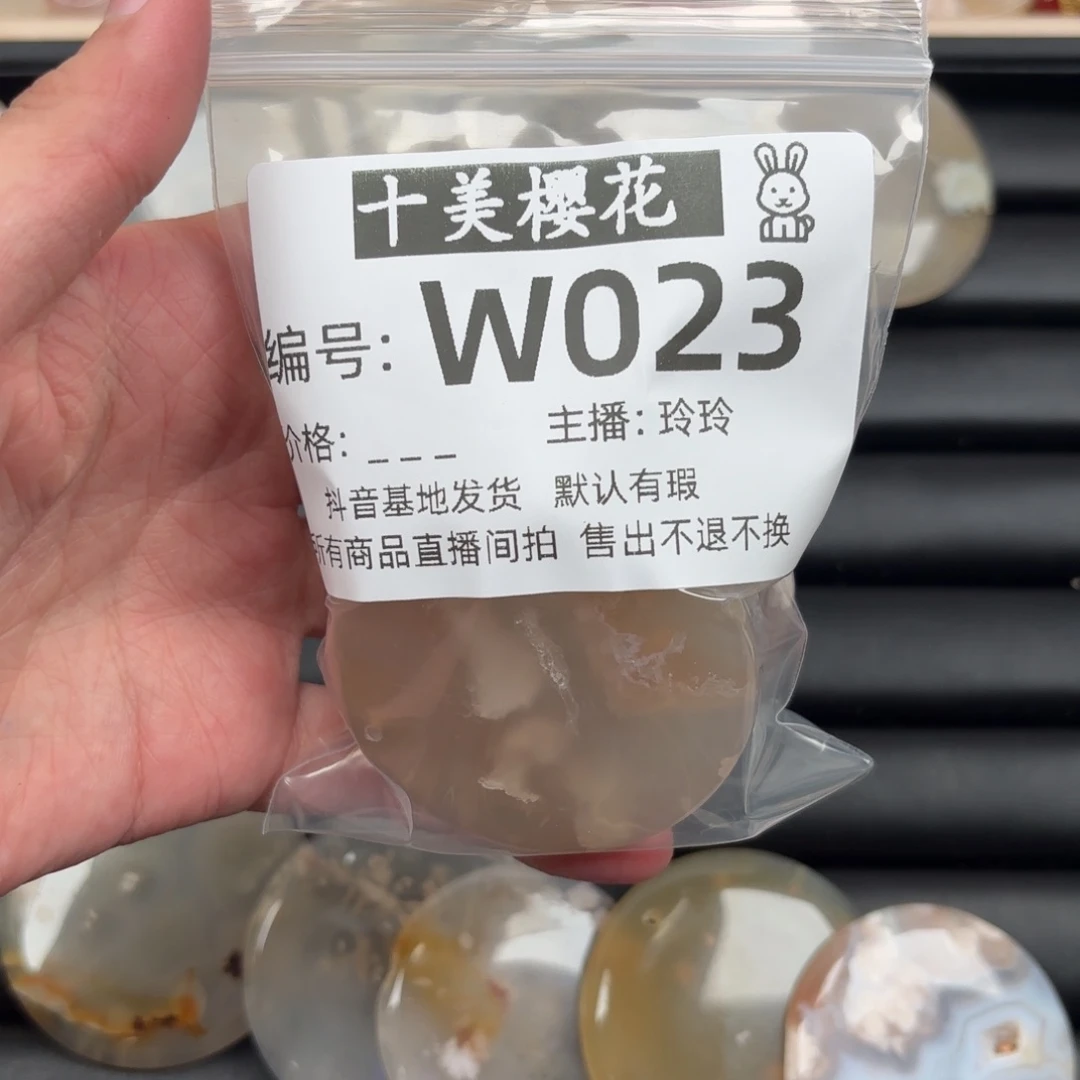 十美樱花
编号: W023
价格: _ _ _ 主播: 玲玲
抖音基地发货 默认有瑕
所有商品直播间拍 售出不退不换